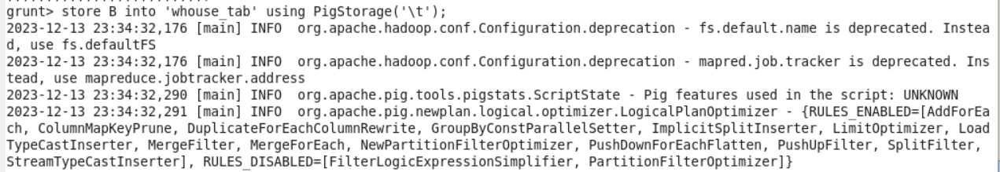 grunt> store B into 'whouse_tab' using PigStorage('\t');
2023-12-13 23:34:32,176 [main] INFO  org.apache.hadoop.conf.Configuration.deprecation - fs.default.name is deprecated. Instea
d, use fs.defaultFS
2023-12-13 23:34:32,176 [main] INFO  org.apache.hadoop.conf.Configuration.deprecation - mapred.job.tracker is deprecated. Ins
tead, use mapreduce.jobtracker.address
2023-12-13 23:34:32,290 [main] INFO  org.apache.pig.tools.pigstats.ScriptState - Pig features used in the script: UNKNOWN
2023-12-13 23:34:32,291 [main] INFO  org.apache.pig.newplan.logical.optimizer.LogicalPlanOptimizer - {RULES_ENABLED=[AddForEa
ch, ColumnMapKeyPrune, DuplicateForEachColumnRewrite, GroupByConstParallelSetter, ImplicitSplitInserter, LimitOptimizer, Load
TypeCastInserter, MergeFilter, MergeForEach, NewPartitionFilterOptimizer, PushDownForEachFlatten, PushUpFilter, SplitFilter,
StreamTypeCastInserter], RULES_DISABLED=[FilterLogicExpressionSimplifier, PartitionFilterOptimizer]}